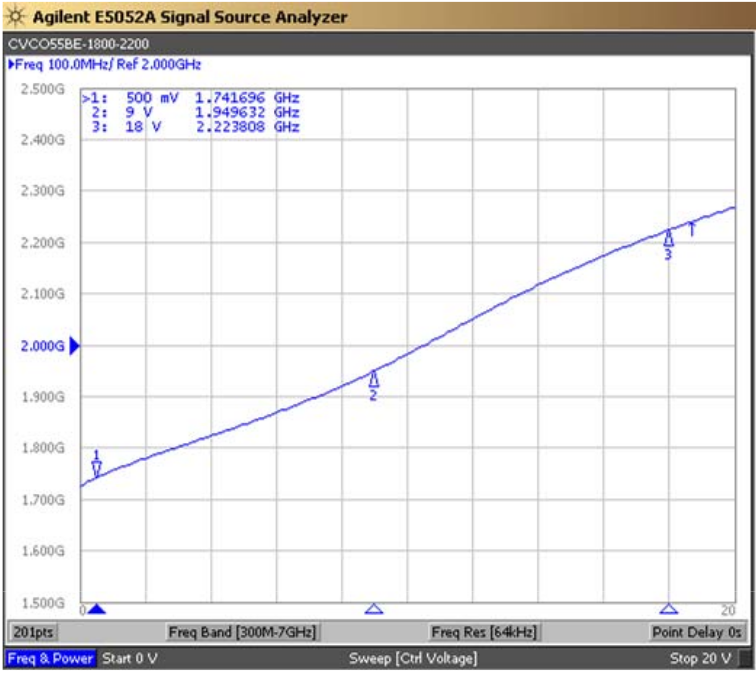 Agilent E5052A Signal Source Analyzer
CVCO55BE-1800-2200
Freq 100.0MHz/ Ref 2.000GHz
2.500G
>1: 500 mV 1.741696 GHz
2: 9 V 1.949632 GHz
3: 18 V 2.223808 GHz
2.400G
2.300G
2.200G
3
2.100G
2.000G
1.900G
2
1.800G
1
1.700G
1.600G
1.500G
0 20
201pts Freq Band [300M-7GHz] Freq Res [64kHz] Point Delay 0s
Freq & Power Start 0 V Sweep [Ctrl Voltage] Stop 20 V